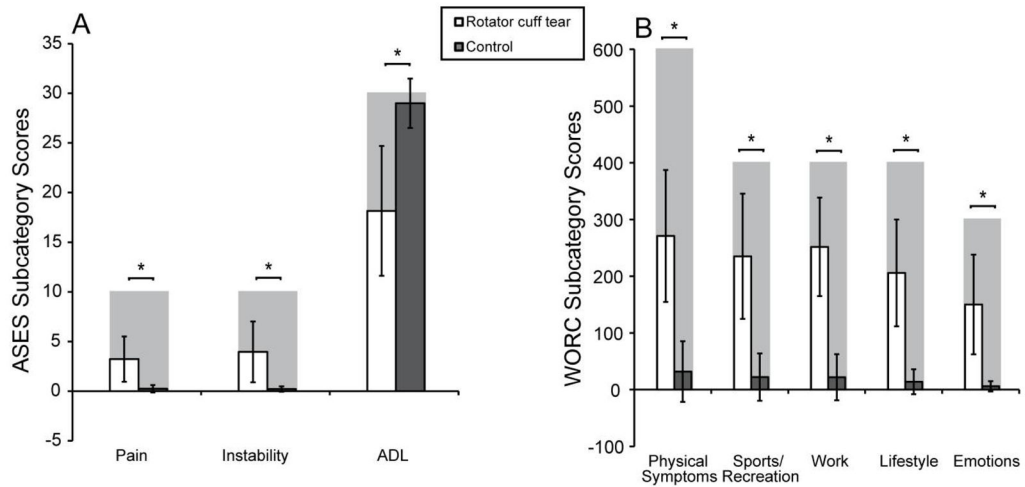 A
Rotator cuff tear
Control
ASES Subcategory Scores
35
30
25
20
15
10
5
0
-5
*
*
*
Pain
Instability
ADL
B
WORC Subcategory Scores
600
500
400
300
200
100
0
-100
*
*
*
*
*
Physical
Symptoms
Sports/
Recreation
Work
Lifestyle
Emotions